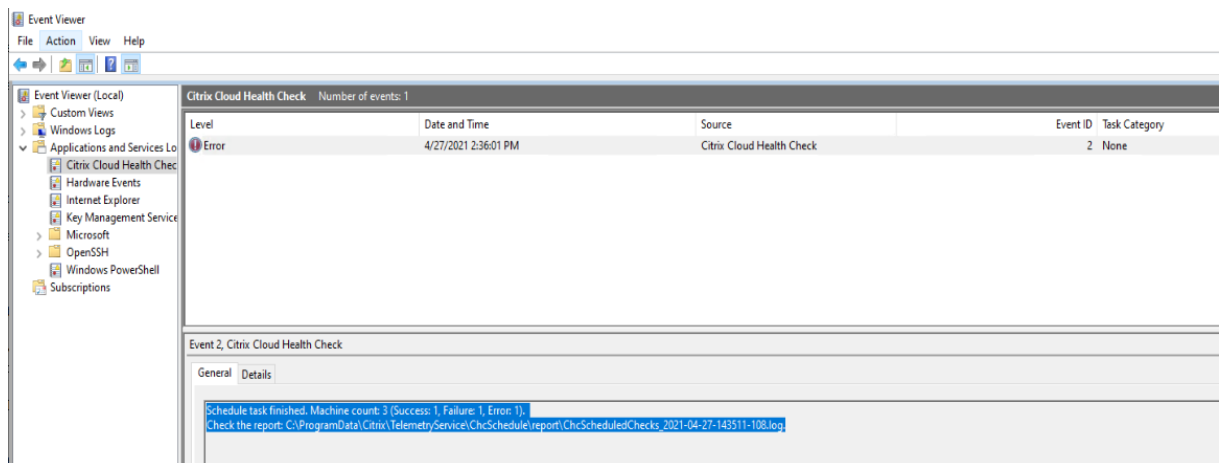 Event Viewer
File Action View Help
Event Viewer (Local)
Custom Views
Windows Logs
Applications and Services Lo
Citrix Cloud Health Chec
Hardware Events
Internet Explorer
Key Management Service
Microsoft
OpenSSH
Windows PowerShell
Subscriptions
Citrix Cloud Health Check Number of events: 1
Level Date and Time Source Event ID Task Category
Error 4/27/2021 2:36:01 PM Citrix Cloud Health Check 2 None
Event 2, Citrix Cloud Health Check
General Details
Schedule task finished. Machine count: 3 (Success: 1, Failure: 1, Error: 1).
Check the report: C:\ProgramData\Citrix\TelemetryService\ChcSchedule\report\ChcScheduledChecks_2021-04-27-143511-108.log.